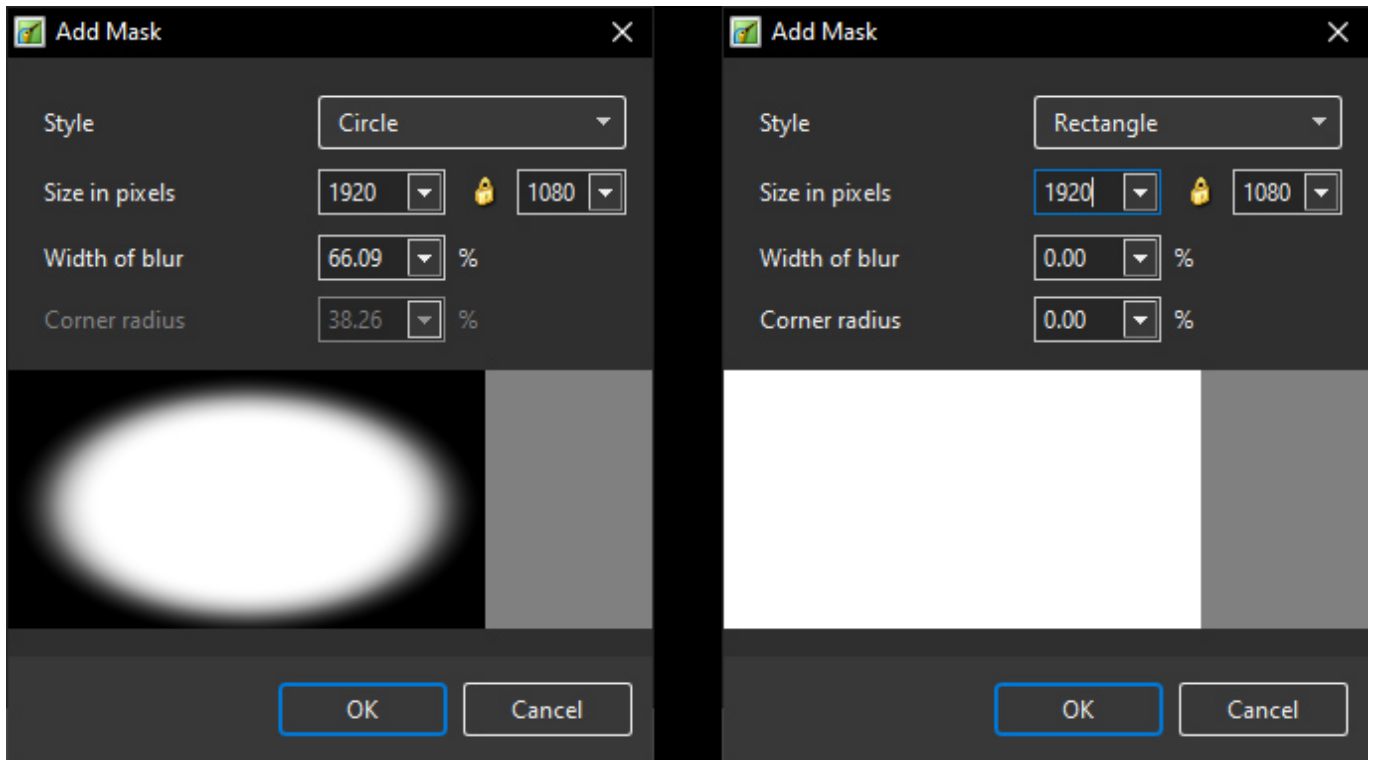 Add Mask
Style Circle
Size in pixels 1920 1080
Width of blur 66.09 %
Corner radius 38.26 %
OK Cancel
Add Mask
Style Rectangle
Size in pixels 1920 1080
Width of blur 0.00 %
Corner radius 0.00 %
OK Cancel